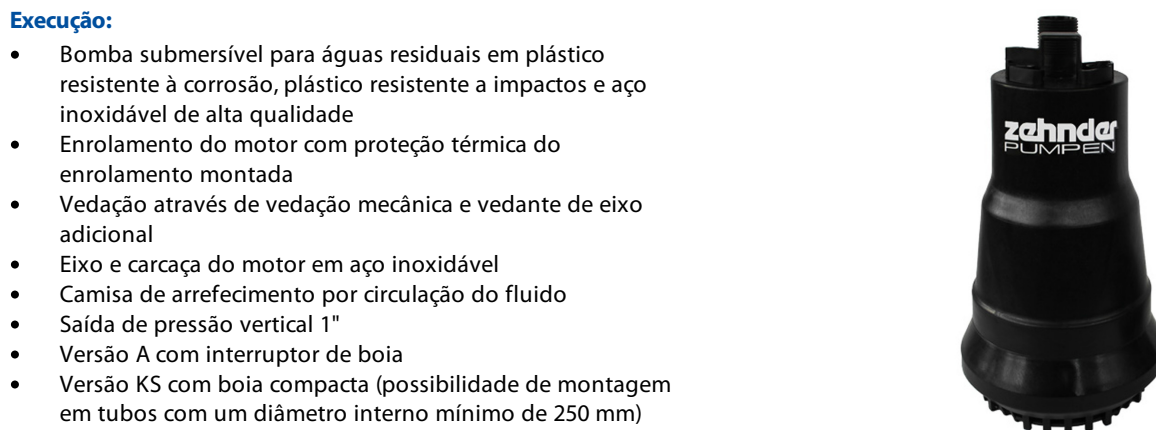 Execução:
• Bomba submersível para águas residuais em plástico
resistente à corrosão, plástico resistente a impactos e aço
inoxidável de alta qualidade
• Enrolamento do motor com proteção térmica do
enrolamento montada
• Vedação através de vedação mecânica e vedante de eixo
adicional
• Eixo e carcaça do motor em aço inoxidável
• Camisa de arrefecimento por circulação do fluido
• Saída de pressão vertical 1"
• Versão A com interruptor de boia
• Versão KS com boia compacta (possibilidade de montagem
em tubos com um diâmetro interno mínimo de 250 mm)
zehnder
PUMPEN